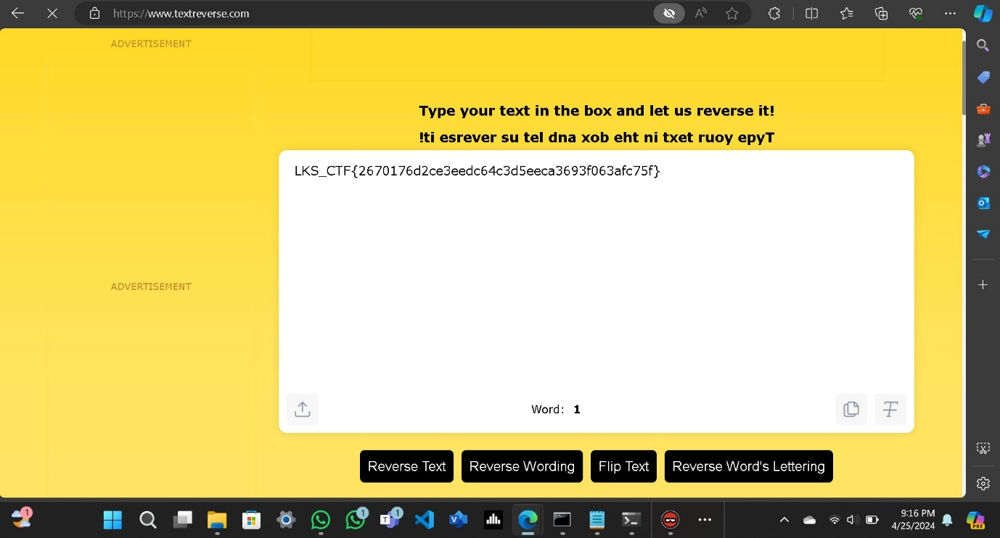 https://www.textreverse.com
ADVERTISEMENT
Type your text in the box and let us reverse it!
!ti esrever su tel dna xob eht ni txet ruoy epyT
LKS_CTF{2670176d2ce3eedc64c3d5eeca3693f063afc75f}
ADVERTISEMENT
Word: 1
Reverse Text
Reverse Wording
Flip Text
Reverse Word's Lettering
1
1
1
9:16 PM
4/25/2024
PRE